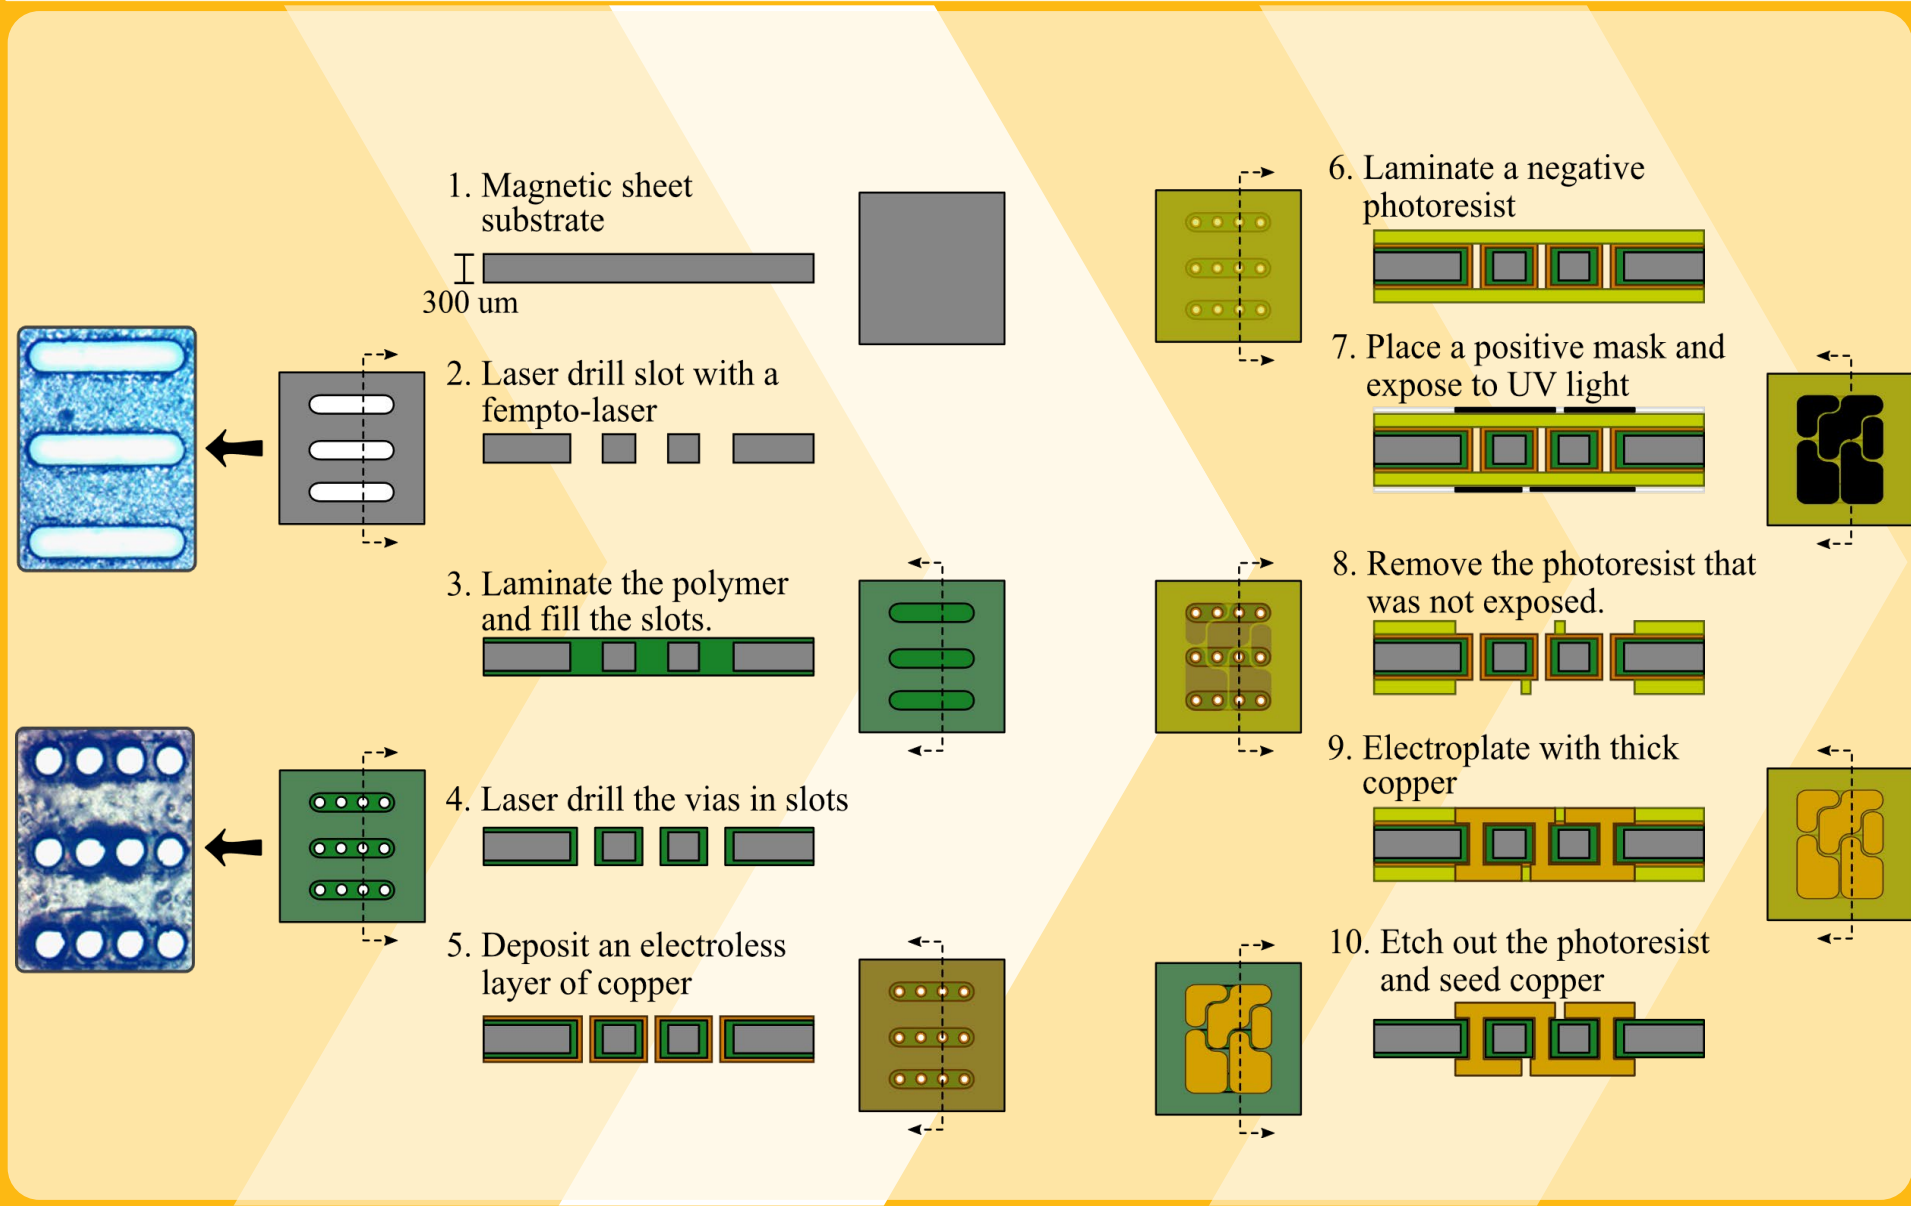 1. Magnetic sheet
substrate
300 um
2. Laser drill slot with a
fempto-laser
3. Laminate the polymer
and fill the slots.
4. Laser drill the vias in slots
5. Deposit an electroless
layer of copper
6. Laminate a negative
photoresist
7. Place a positive mask and
expose to UV light
8. Remove the photoresist that
was not exposed.
9. Electroplate with thick
copper
10. Etch out the photoresist
and seed copper